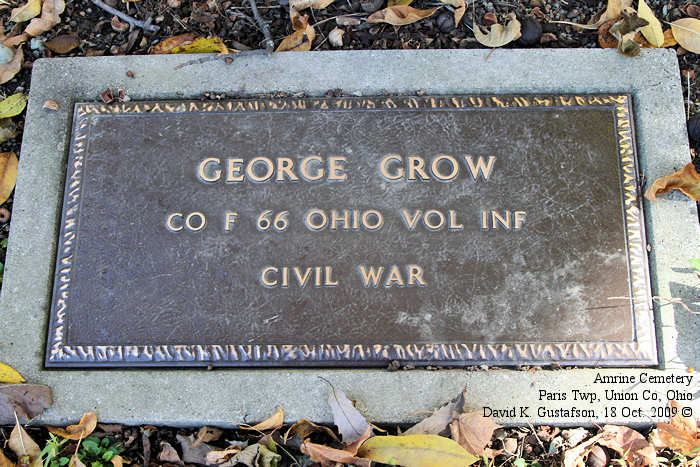 GEORGE GROW
CO F 66 OHIO VOL INF
CIVIL WAR
Amrine Cemetery
Paris Twp, Union Co, Ohio
David K. Gustafson, 18 Oct. 2009 ©